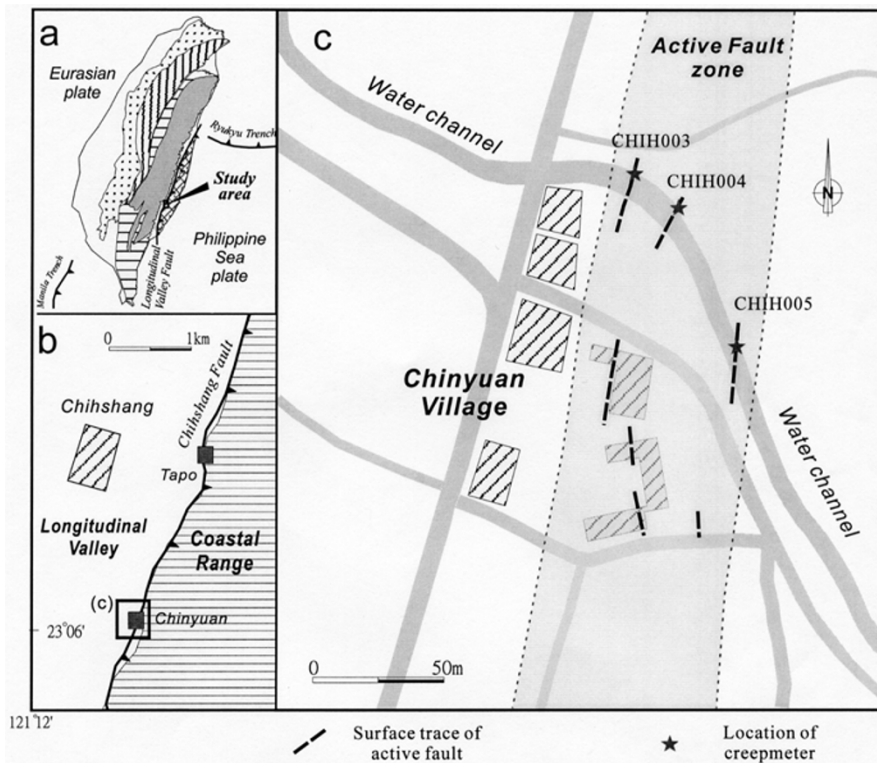 a
Eurasian
plate
Ryukyu Trench
Study
area
Philippine
Sea
plate
Longitudinal
Valley Fault
Manila Trench
b
0 1km
Chihshang Fault
Chihshang
Tapo
Longitudinal
Valley
Coastal
Range
(c)
Chinyuan
23°06'
121°12'
c
Active Fault
zone
Water channel
CHIH003
CHIH004
N
CHIH005
Chinyuan
Village
Water channel
0 50m
Surface trace of
active fault
Location of
creepmeter